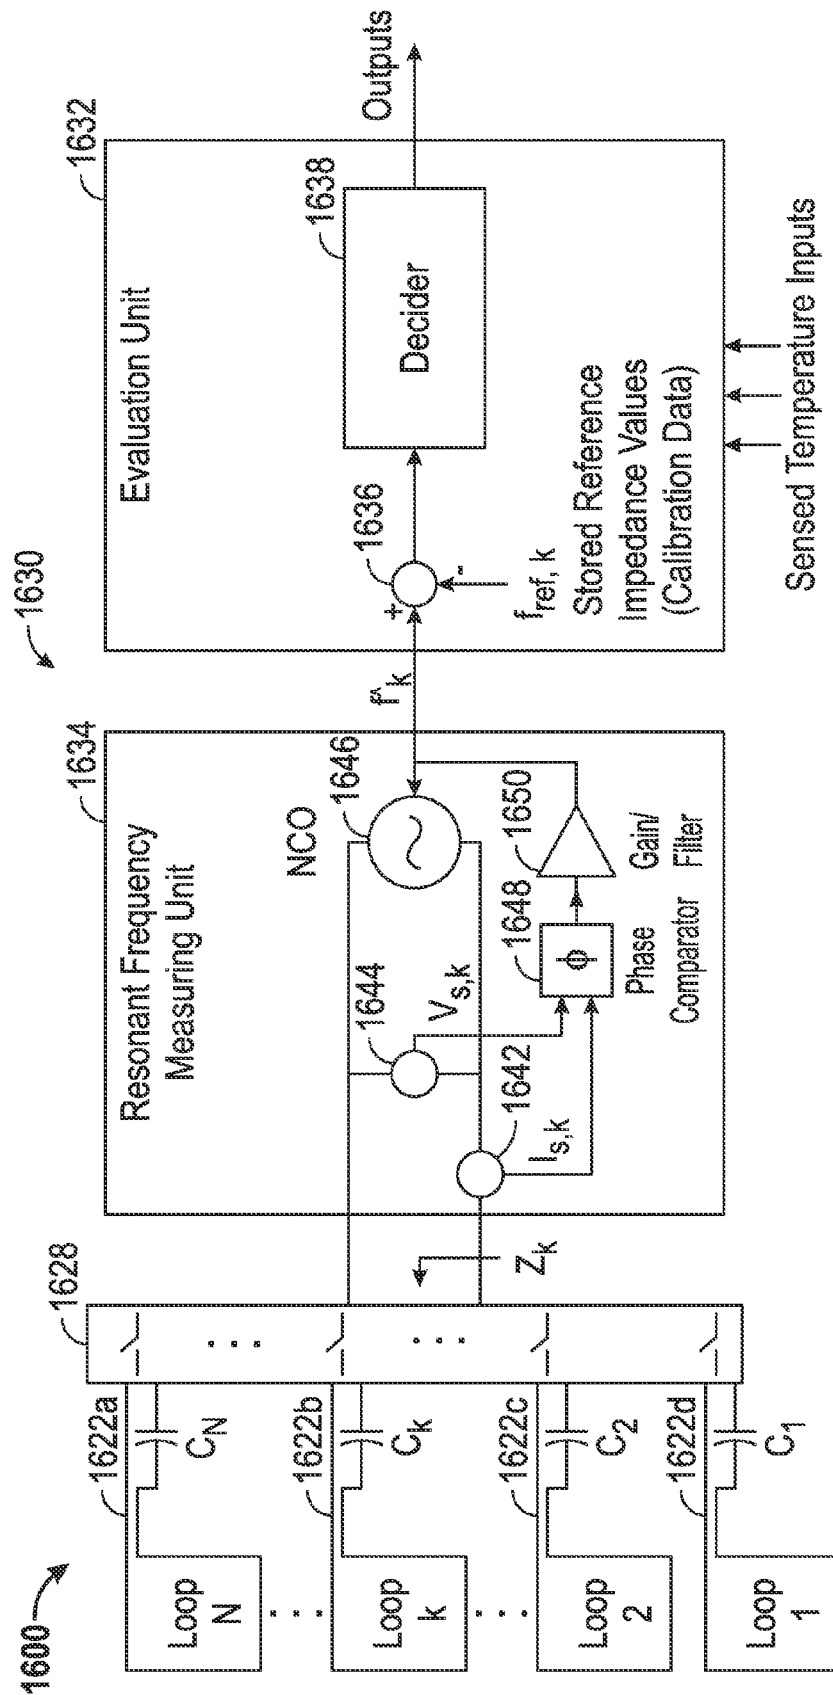 1600
Loop
N
Loop
k
Loop
2
Loop
1
1622a
C_N
1622b
C_k
1622c
C_2
1622d
C_1
1628
Z_k
1630
1634
Resonant Frequency
Measuring Unit
NCO
1646
1644
V_s,k
1642
I_s,k
1648
Φ
Phase
Comparator
1650
Gain/
Filter
f̂'_k
1632
Evaluation Unit
1636
+
-
f_ref, k
Stored Reference
Impedance Values
(Calibration Data)
1638
Decider
Outputs
Sensed Temperature Inputs